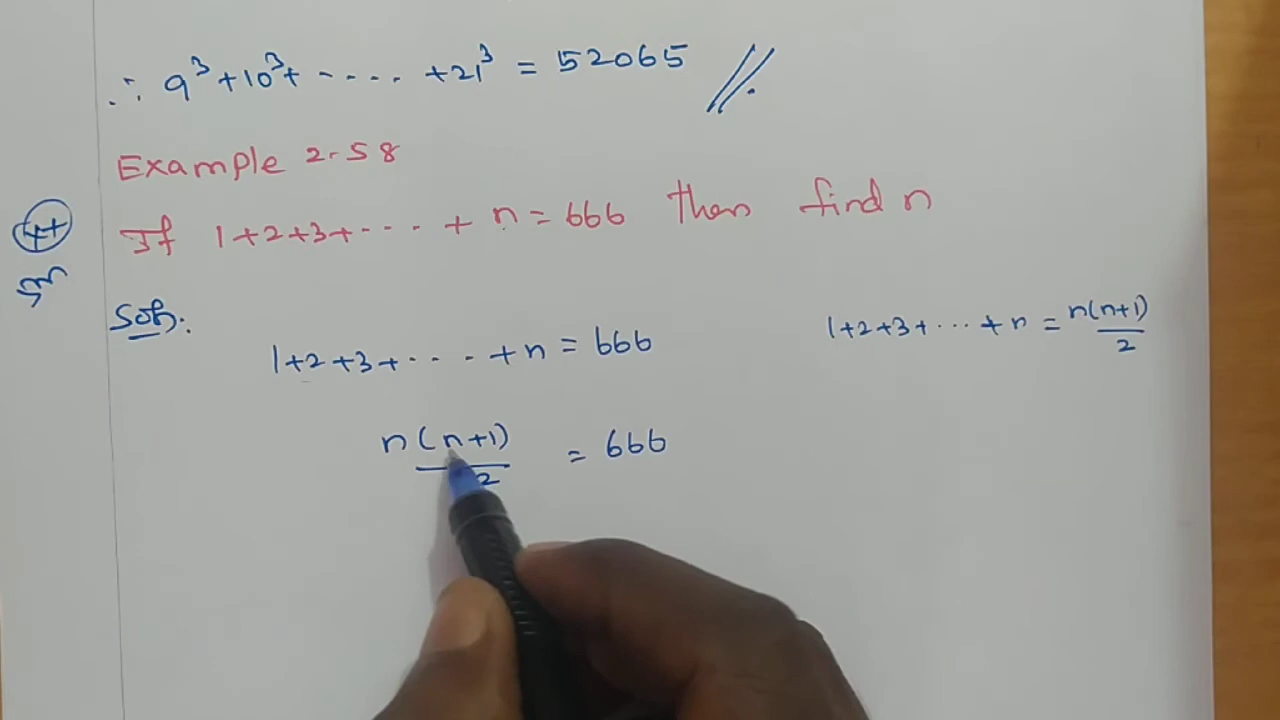 ∴ 9³ + 10³ + - - - - . + 21³ = 52065 //.
Example 2.58
If 1+2+3+ - - - . + n = 666 then find n
Soln.
1+2+3+ - - - - + n = 666
1+2+3+ ... + n = n(n+1)/2
n(n+1)/2 = 666